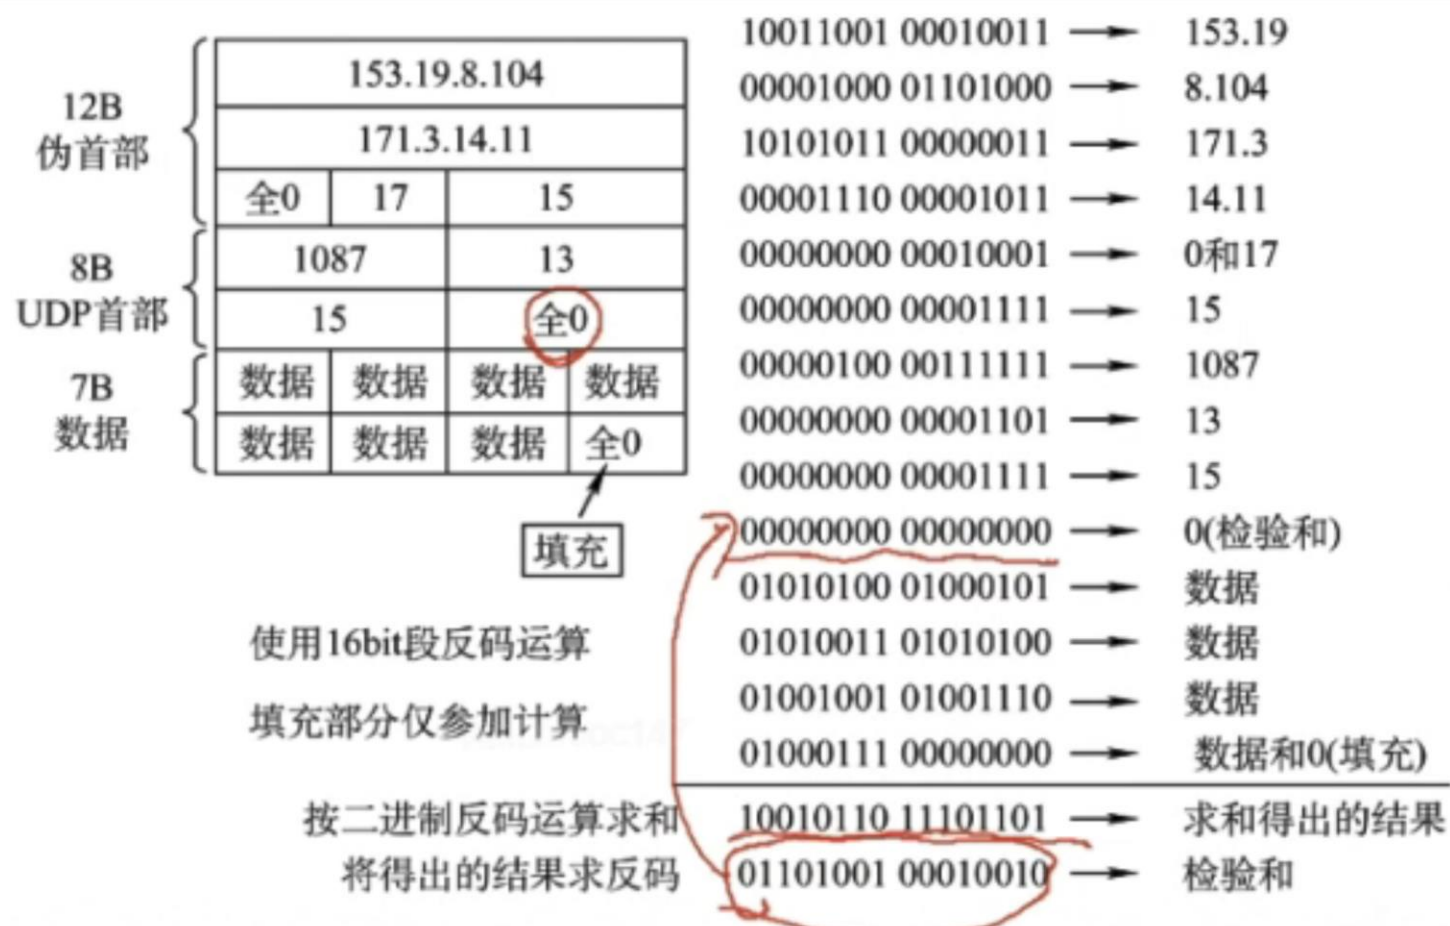 153.19.8.104
12B
伪首部
171.3.14.11
全0 17 15
8B
UDP首部
1087 13
15 全0
7B
数据
数据 数据 数据 数据
数据 数据 数据 全0
填充
使用16bit段反码运算
填充部分仅参加计算
10011001 00010011 → 153.19
00001000 01101000 → 8.104
10101011 00000011 → 171.3
00001110 00001011 → 14.11
00000000 00010001 → 0和17
00000000 00001111 → 15
00000100 00111111 → 1087
00000000 00001101 → 13
00000000 00001111 → 15
00000000 00000000 → 0(检验和)
01010100 01000101 → 数据
01010011 01010100 → 数据
01001001 01001110 → 数据
01000111 00000000 → 数据和0(填充)
按二进制反码运算求和 10010110 11101101 → 求和得出的结果
将得出的结果求反码 01101001 00010010 → 检验和